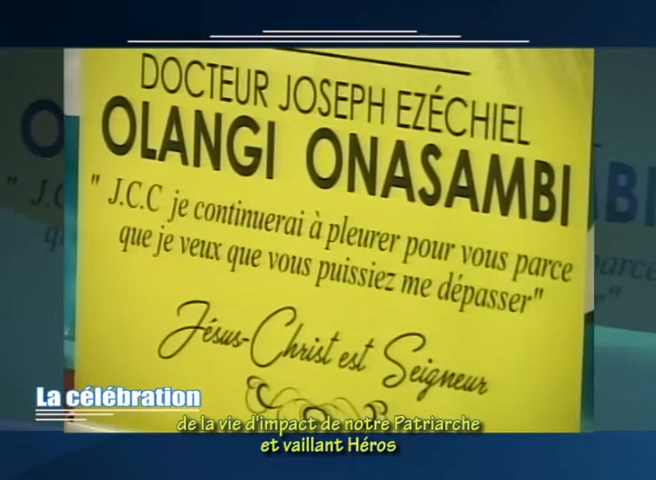 DOCTEUR JOSEPH EZÉCHIEL
OLANGI ONASAMBI
" J.C.C je continuerai à pleurer pour vous parce
que je veux que vous puissiez me dépasser"
Jésus-Christ est Seigneur
La célébration
de la vie d'impact de notre Patriarche
et vaillant Héros